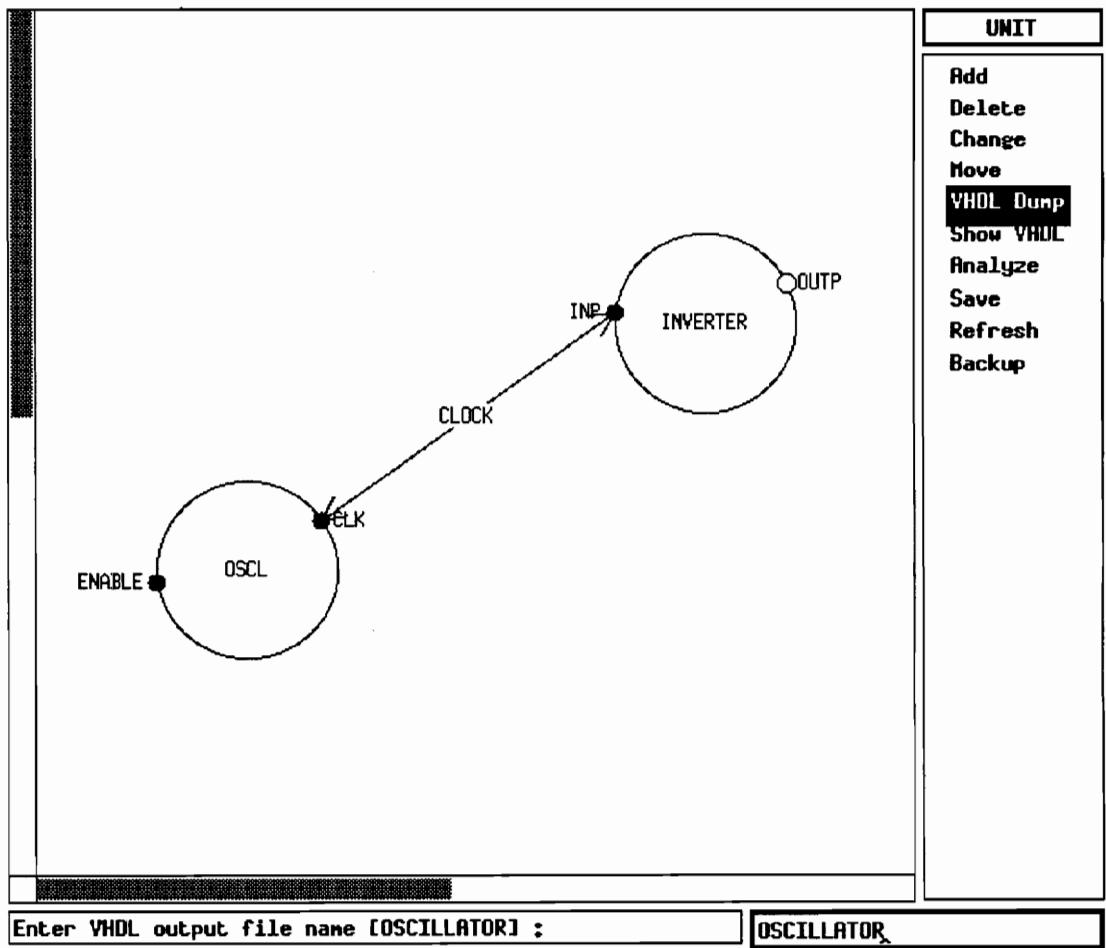 UNIT
Add
Delete
Change
Move
VHDL Dump
Show VHDL
Analyze
Save
Refresh
Backup
OUTP
INP
INVERTER
CLOCK
CLK
OSCL
ENABLE
Enter VHDL output file name [OSCILLATOR] :
OSCILLATOR